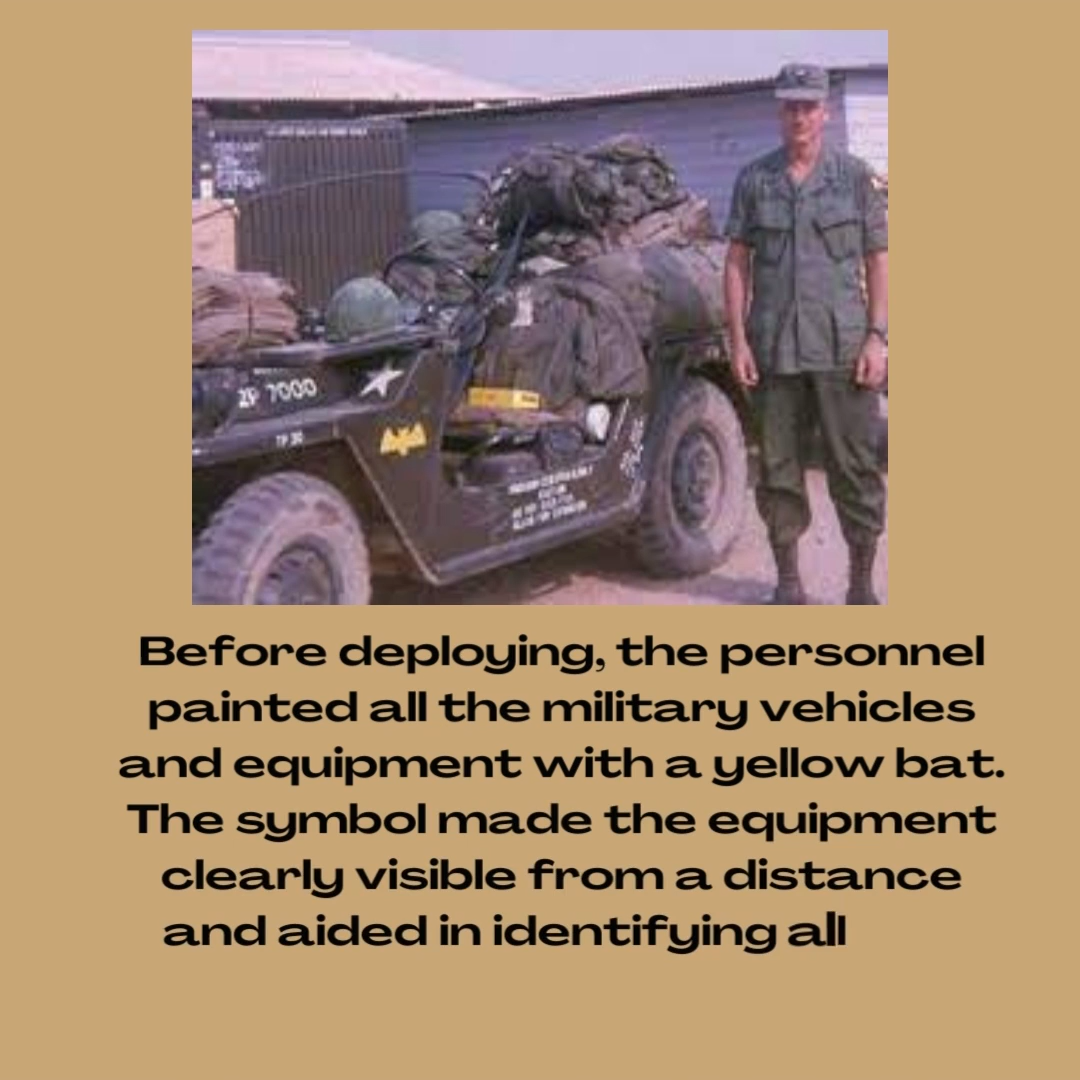 7000
Before deploying, the personnel
painted all the military vehicles
and equipment with a yellow bat.
The symbol made the equipment
clearly visible from a distance
and aided in identifying all